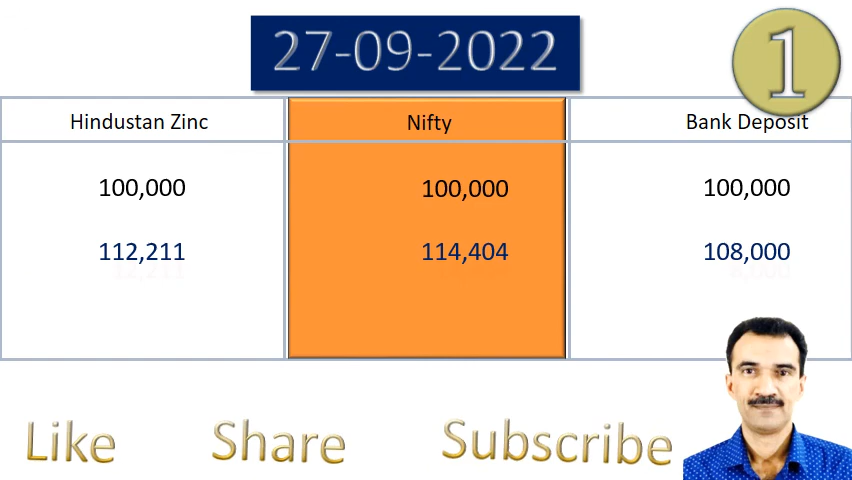 27-09-2022
1
Hindustan Zinc Nifty Bank Deposit
100,000 100,000 100,000
112,211 114,404 108,000
Like Share Subscribe